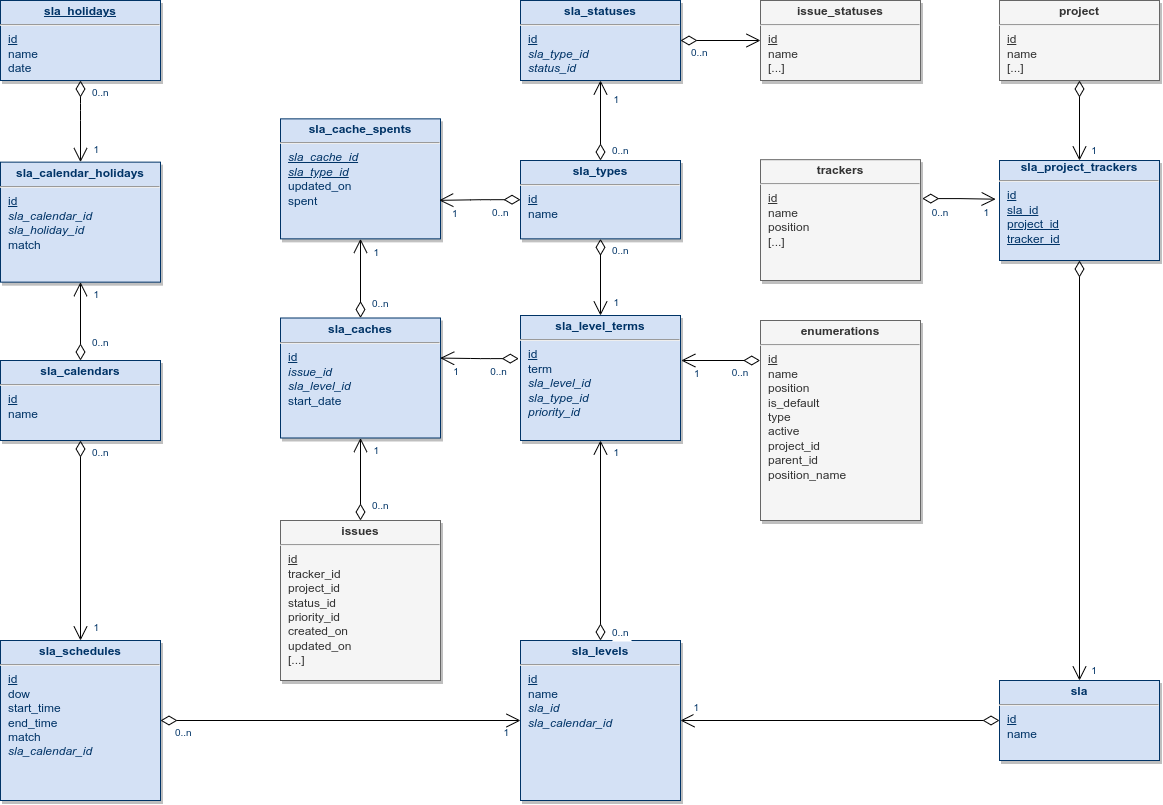 sla_holidays
id
name
date
0..n
1
sla_calendar_holidays
id
sla_calendar_id
sla_holiday_id
match
1
0..n
sla_calendars
id
name
0..n
1
sla_schedules
id
dow
start_time
end_time
match
sla_calendar_id
0..n
1
sla_cache_spents
sla_cache_id
sla_type_id
updated_on
spent
1
0..n
1
0..n
sla_caches
id
issue_id
sla_level_id
start_date
1
0..n
1
0..n
issues
id
tracker_id
project_id
status_id
priority_id
created_on
updated_on
[...]
sla_statuses
id
sla_type_id
status_id
0..n
1
0..n
sla_types
id
name
0..n
1
sla_level_terms
id
term
sla_level_id
sla_type_id
priority_id
1
0..n
1
0..n
sla_levels
id
name
sla_id
sla_calendar_id
1
issue_statuses
id
name
[...]
trackers
id
name
position
[...]
0..n
1
enumerations
id
name
position
is_default
type
active
project_id
parent_id
position_name
project
id
name
[...]
1
sla_project_trackers
id
sla_id
project_id
tracker_id
1
sla
id
name